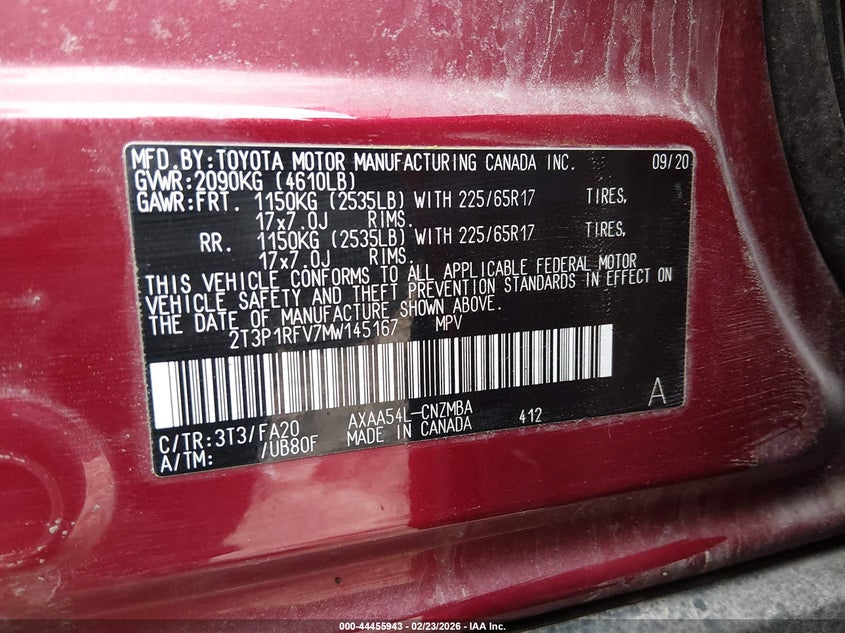 MFD.BY:TOYOTA MOTOR MANUFACTURING CANADA INC. 09/20
GVWR:2090KG (4610LB)
GAWR:FRT. 1150KG (2535LB) WITH 225/65R17 TIRES,
17x7.0J RIMS.
RR. 1150KG (2535LB) WITH 225/65R17 TIRES,
17x7.0J RIMS.
THIS VEHICLE CONFORMS TO ALL APPLICABLE FEDERAL MOTOR
VEHICLE SAFETY AND THEFT PREVENTION STANDARDS IN EFFECT ON
THE DATE OF MANUFACTURE SHOWN ABOVE.
2T3P1RFV7MW145167 MPV
A
C/TR:3T3/FA20 AXAA54L-CNZMBA 412
A/TM: /UB80F MADE IN CANADA
000-44455943 - 02/23/2026 - IAA Inc.